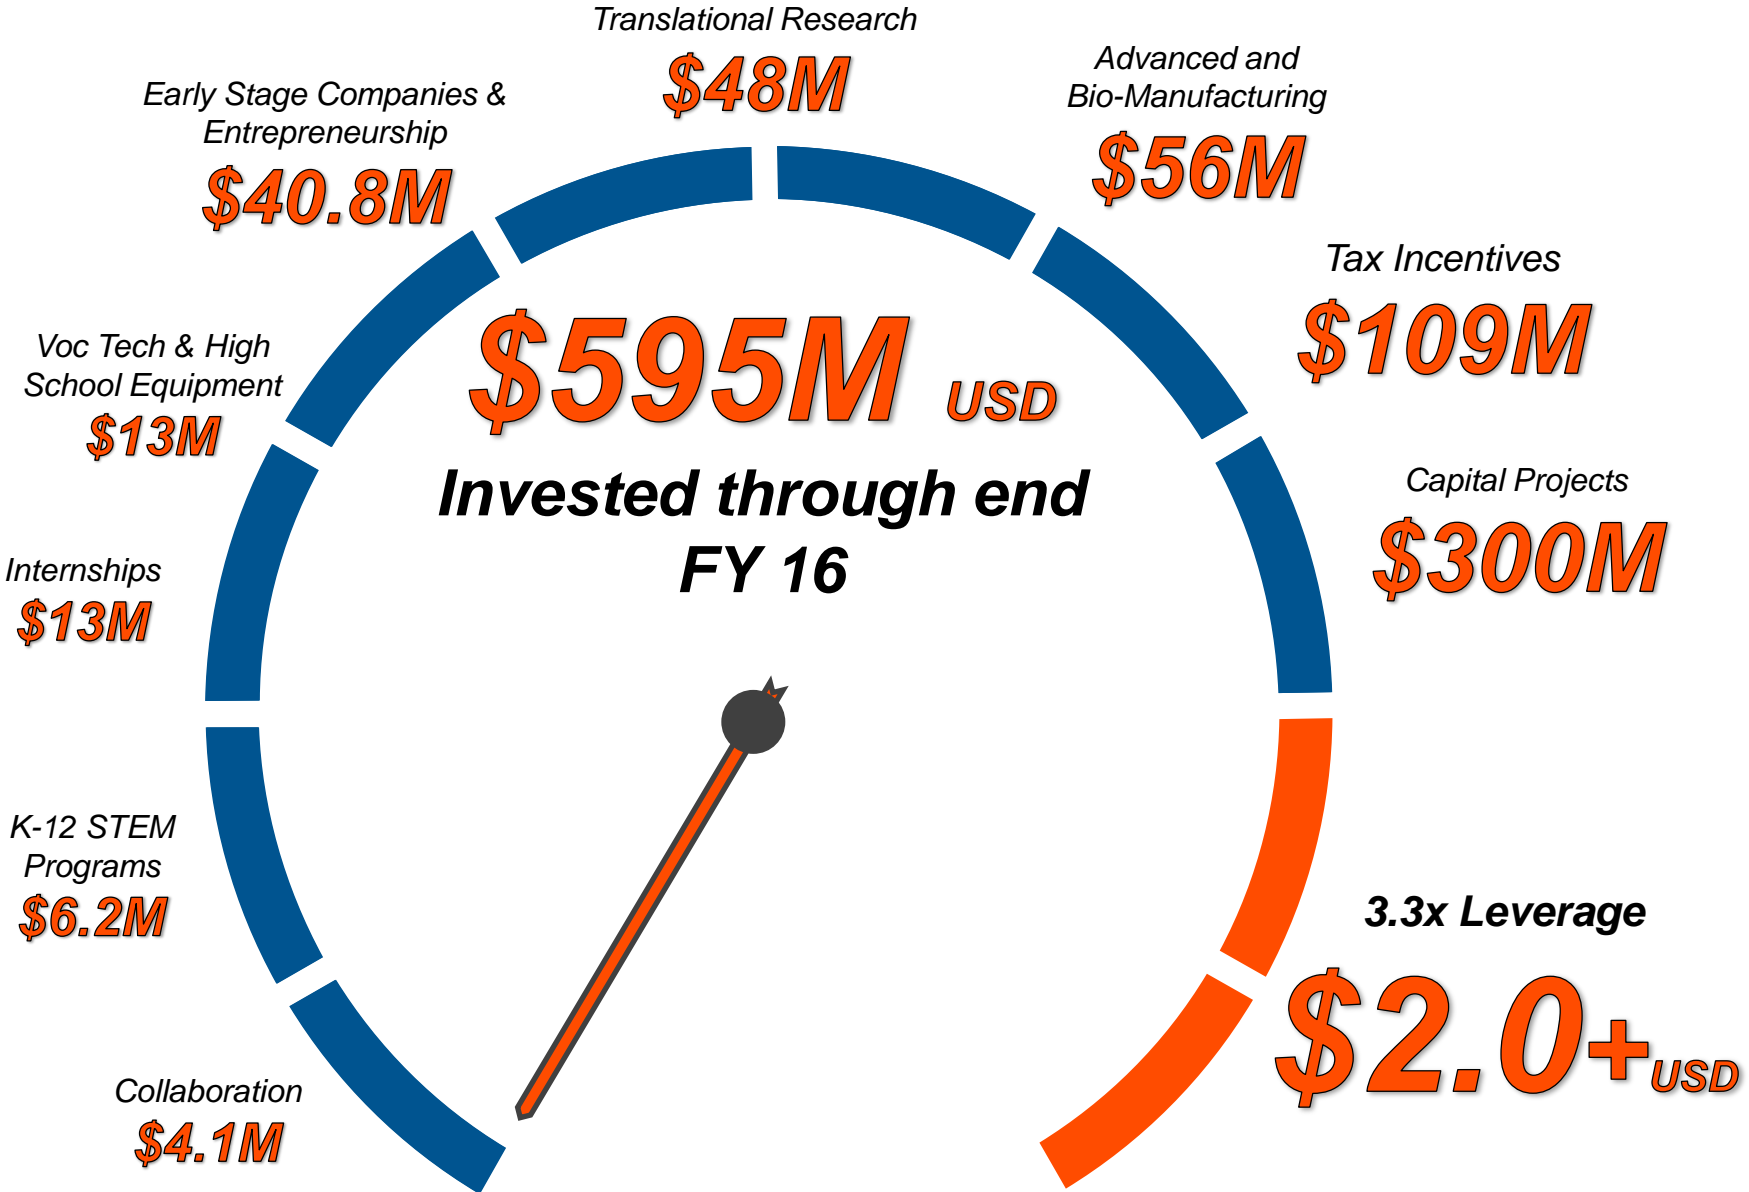 Translational Research
$48M
Advanced and
Bio-Manufacturing
$56M
Early Stage Companies &
Entrepreneurship
$40.8M
Tax Incentives
$109M
Voc Tech & High
School Equipment
$13M
$595M USD
Invested through end
FY 16
Capital Projects
$300M
Internships
$13M
K-12 STEM
Programs
$6.2M
3.3x Leverage
$2.0+USD
Collaboration
$4.1M